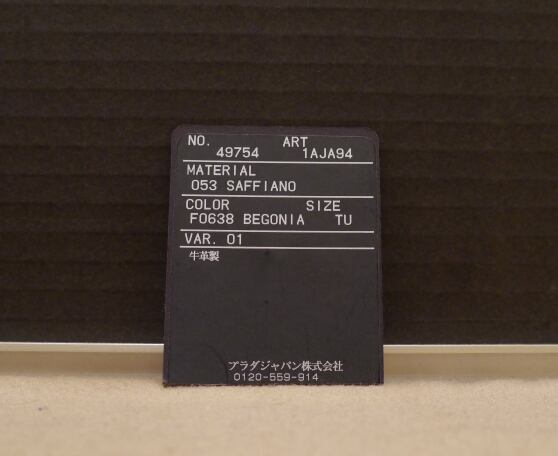 NO. ART
49754 1AJA94
MATERIAL
053 SAFFIANO
COLOR SIZE
F0638 BEGONIA TU
VAR. 01
牛革製
プラダジャパン株式会社
0120-559-914